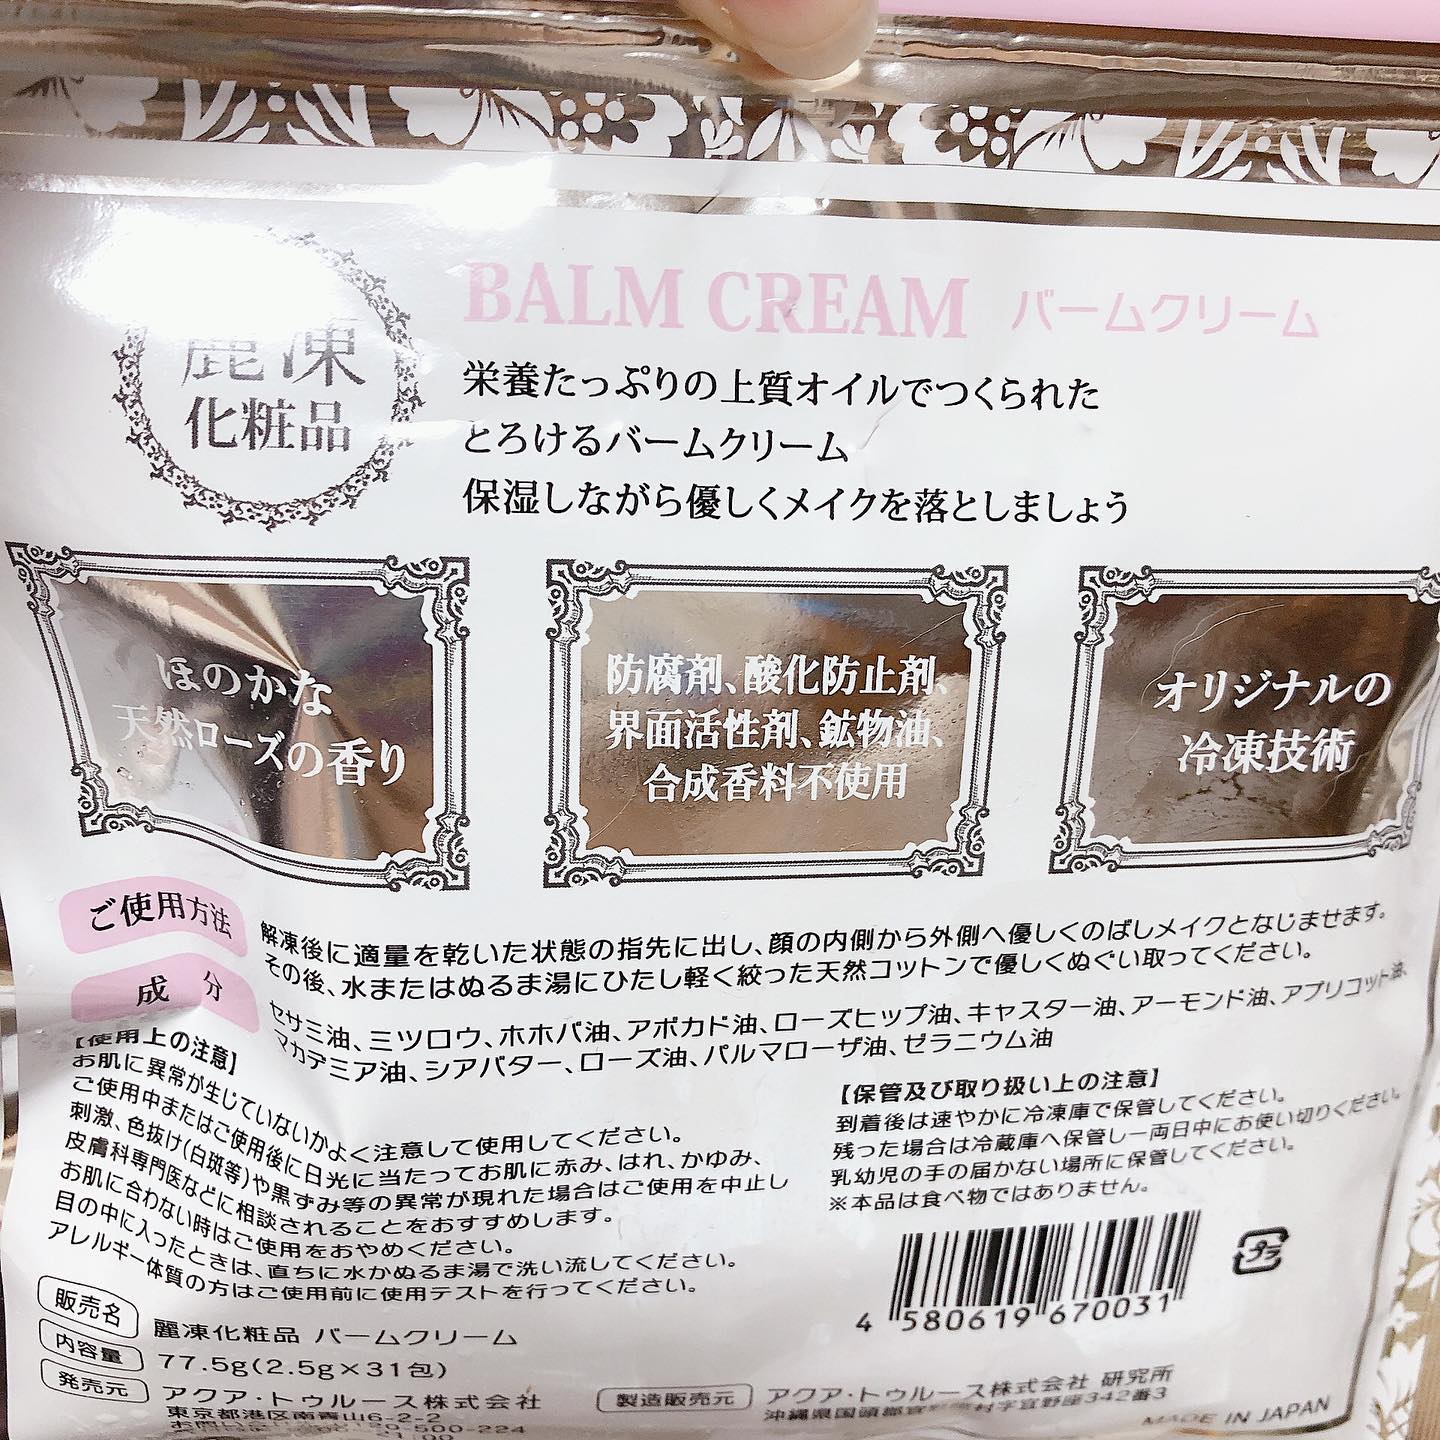 麗凍
化粧品
BALM CREAM バームクリーム
栄養たっぷりの上質オイルでつくられた
とろけるバームクリーム
保湿しながら優しくメイクを落としましょう
ほのかな
天然ローズの香り
防腐剤、酸化防止剤、
界面活性剤、鉱物油、
合成香料不使用
オリジナルの
冷凍技術
ご使用方法
解凍後に適量を乾いた状態の指先に出し、顔の内側から外側へ優しくのばしメイクとなじませます。
その後、水またはぬるま湯にひたし軽く絞った天然コットンで優しくぬぐい取ってください。
成分
セサミ油、ミツロウ、ホホバ油、アボカド油、ローズヒップ油、キャスター油、アーモンド油、アプリコット油、
マカデミア油、シアバター、ローズ油、パルマローザ油、ゼラニウム油
【使用上の注意】
お肌に異常が生じていないかよく注意して使用してください。
ご使用中またはご使用後に日光に当たってお肌に赤み、はれ、かゆみ、
刺激、色抜け(白斑等)や黒ずみ等の異常が現れた場合はご使用を中止し
皮膚科専門医などに相談されることをおすすめします。
お肌に合わない時はご使用をおやめください。
目の中に入ったときは、直ちに水かぬるま湯で洗い流してください。
アレルギー体質の方はご使用前に使用テストを行ってください。
【保管及び取り扱い上の注意】
到着後は速やかに冷凍庫で保管してください。
残った場合は冷蔵庫へ保管し一両日中にお使い切りください。
乳幼児の手の届かない場所に保管してください。
※本品は食べ物ではありません。
4 580619 670031
プラ
販売名 麗凍化粧品 バームクリーム
内容量 77.5g(2.5g×31包)
発売元 アクア・トゥルース株式会社
東京都港区南青山6-2-2
500-224
製造販売元 アクア・トゥルース株式会社 研究所
沖縄県国頭郡宜野座村字宜野座342番3
MADE IN JAPAN